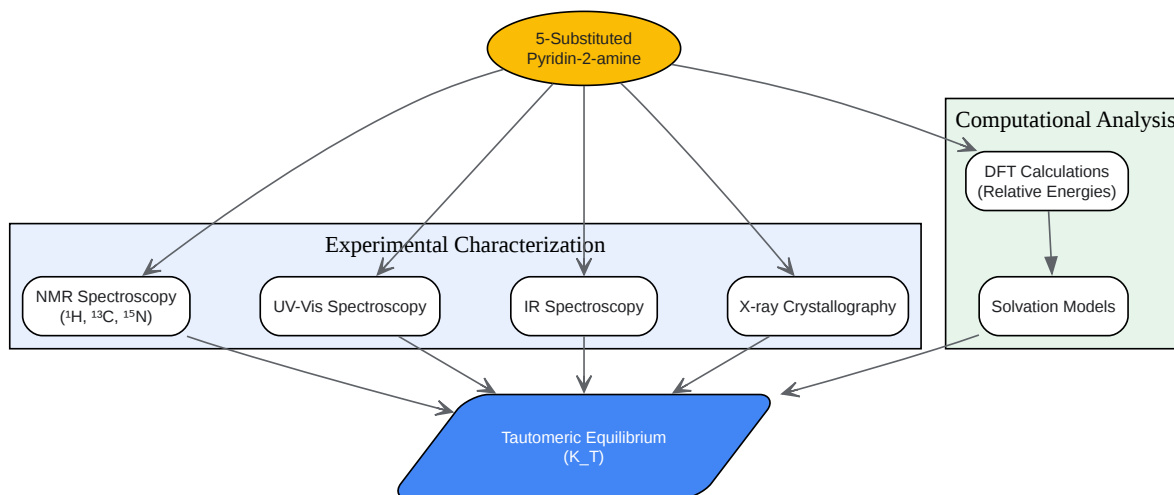 5-Substituted
Pyridin-2-amine
Computational Analysis
DFT Calculations
(Relative Energies)
Experimental Characterization
NMR Spectroscopy
(¹H, ¹³C, ¹⁵N)
UV-Vis Spectroscopy
IR Spectroscopy
X-ray Crystallography
Solvation Models
Tautomeric Equilibrium
(K_T)